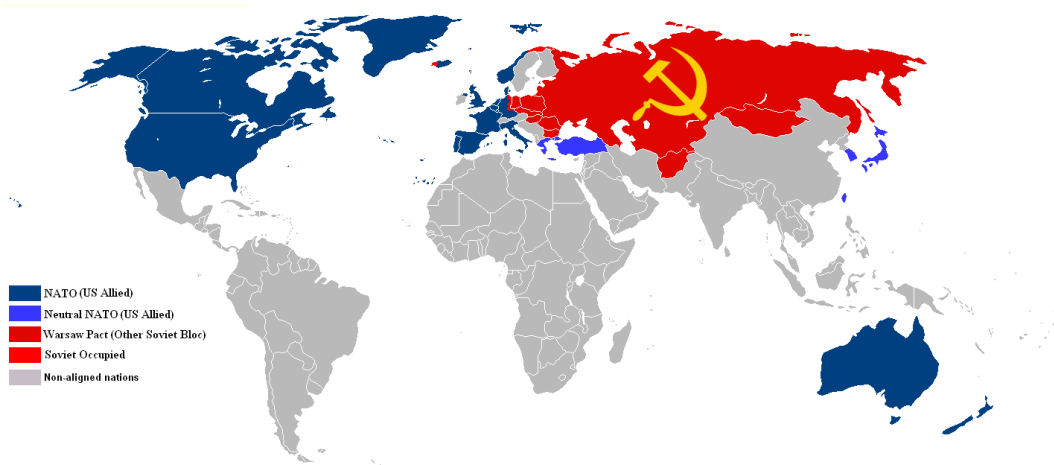 NATO (US Allied)
Neutral NATO (US Allied)
Warsaw Pact (Other Soviet Bloc)
Soviet Occupied
Non-aligned nations